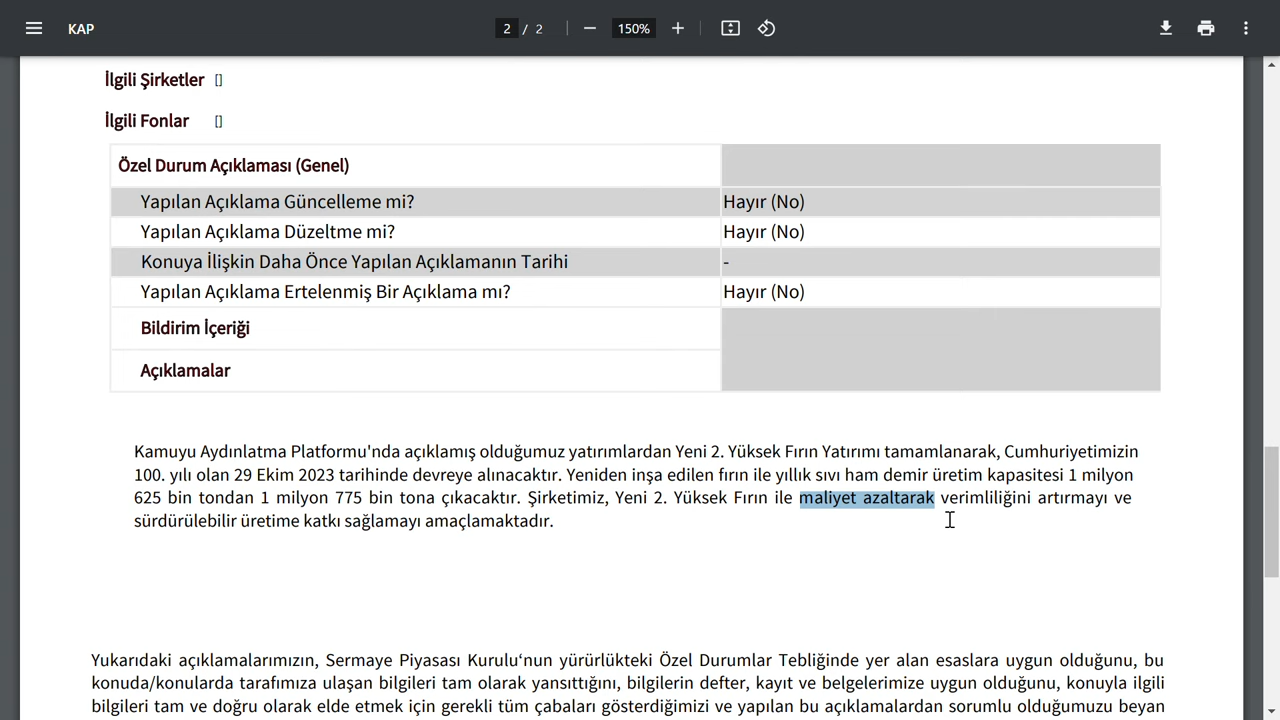 KAP
2 / 2
150%
İlgili Şirketler []
İlgili Fonlar []
Özel Durum Açıklaması (Genel)
Yapılan Açıklama Güncelleme mi? Hayır (No)
Yapılan Açıklama Düzeltme mi? Hayır (No)
Konuya İlişkin Daha Önce Yapılan Açıklamanın Tarihi -
Yapılan Açıklama Ertelenmiş Bir Açıklama mı? Hayır (No)
Bildirim İçeriği
Açıklamalar
Kamuyu Aydınlatma Platformu'nda açıklamış olduğumuz yatırımlardan Yeni 2. Yüksek Fırın Yatırımı tamamlanarak, Cumhuriyetimizin
100. yılı olan 29 Ekim 2023 tarihinde devreye alınacaktır. Yeniden inşa edilen fırın ile yıllık sıvı ham demir üretim kapasitesi 1 milyon
625 bin tondan 1 milyon 775 bin tona çıkacaktır. Şirketimiz, Yeni 2. Yüksek Fırın ile maliyet azaltarak verimliliğini artırmayı ve
sürdürülebilir üretime katkı sağlamayı amaçlamaktadır.
Yukarıdaki açıklamalarımızın, Sermaye Piyasası Kurulu‘nun yürürlükteki Özel Durumlar Tebliğinde yer alan esaslara uygun olduğunu, bu
konuda/konularda tarafımıza ulaşan bilgileri tam olarak yansıttığını, bilgilerin defter, kayıt ve belgelerimize uygun olduğunu, konuyla ilgili
bilgileri tam ve doğru olarak elde etmek için gerekli tüm çabaları gösterdiğimizi ve yapılan bu açıklamalardan sorumlu olduğumuzu beyan